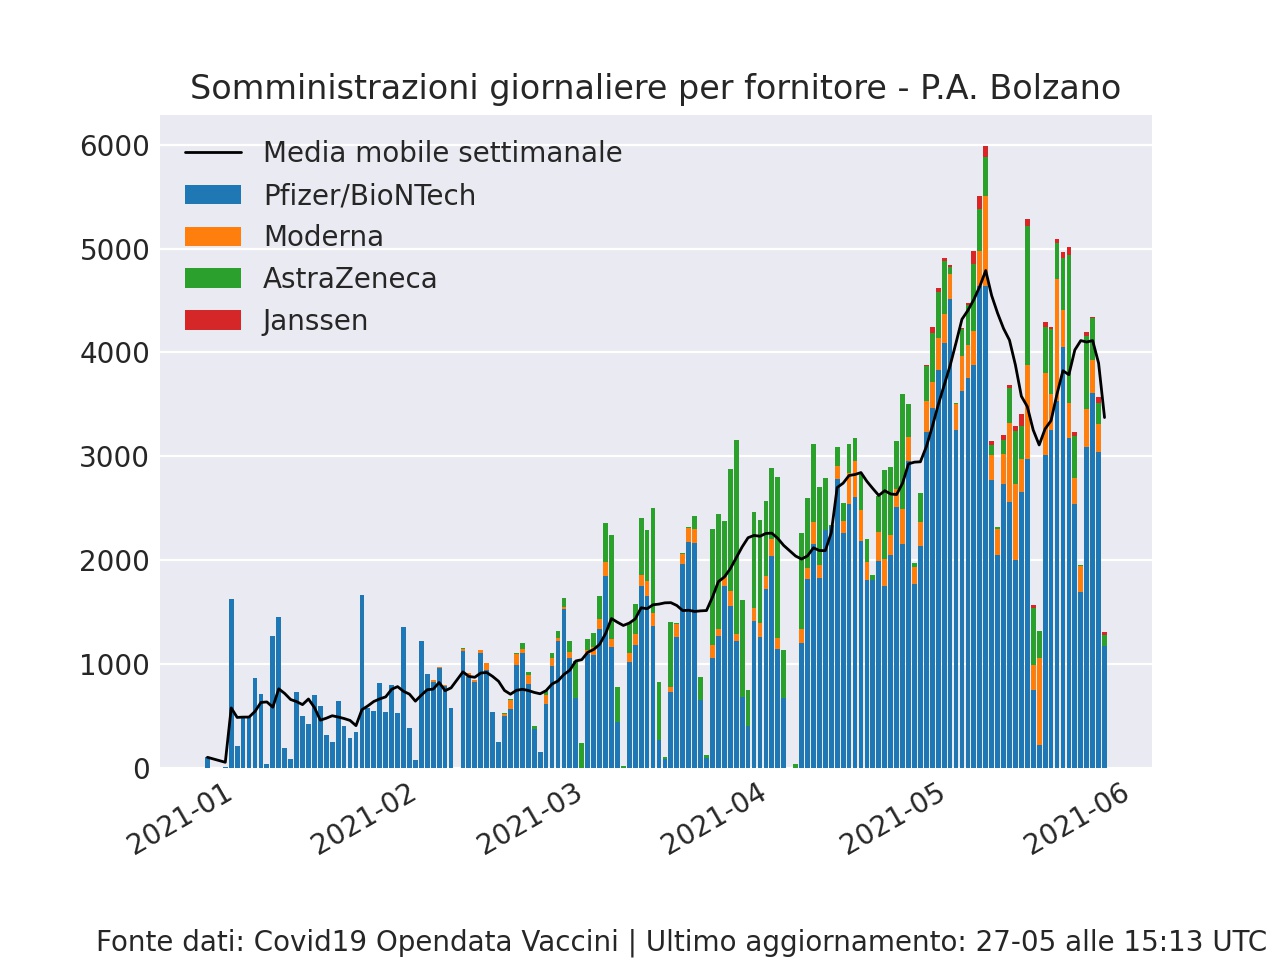 Somministrazioni giornaliere per fornitore - P.A. Bolzano
6000
5000
4000
3000
2000
1000
0
Media mobile settimanale
Pfizer/BioNTech
Moderna
AstraZeneca
Janssen
2021-01
2021-02
2021-03
2021-04
2021-05
2021-06
Fonte dati: Covid19 Opendata Vaccini | Ultimo aggiornamento: 27-05 alle 15:13 UTC